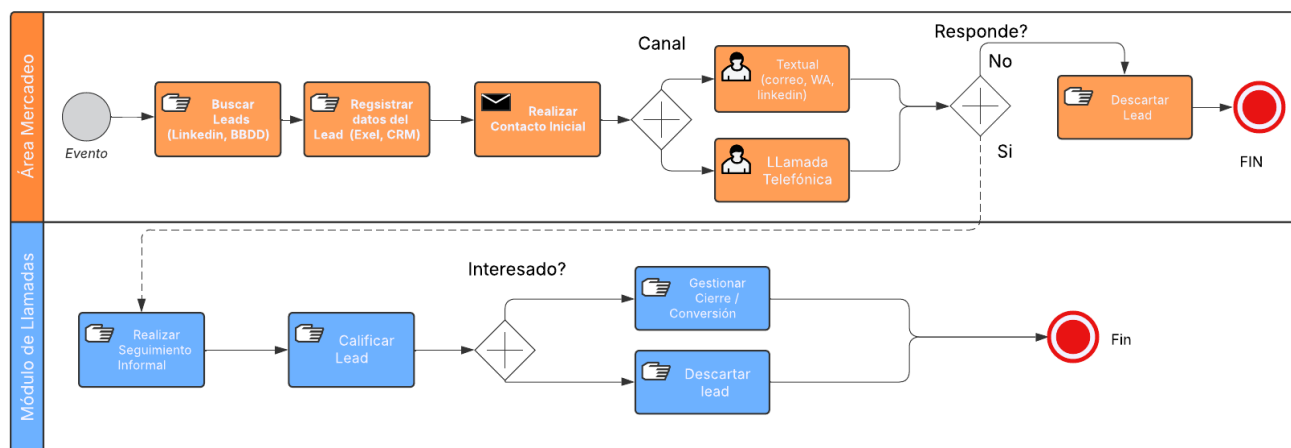 Área Mercadeo
Evento
Buscar
Leads
(Linkedin, BBDD)
Regsistrar
datos del
Lead (Exel, CRM)
Realizar
Contacto Inicial
Canal
Textual
(correo, WA,
linkedin)
LLamada
Telefónica
Responde?
No
Si
Descartar
Lead
FIN
Módulo de Llamadas
Realizar
Seguimiento
Informal
Calificar
Lead
Interesado?
Gestionar
Cierre /
Conversión
Descartar
lead
Fin